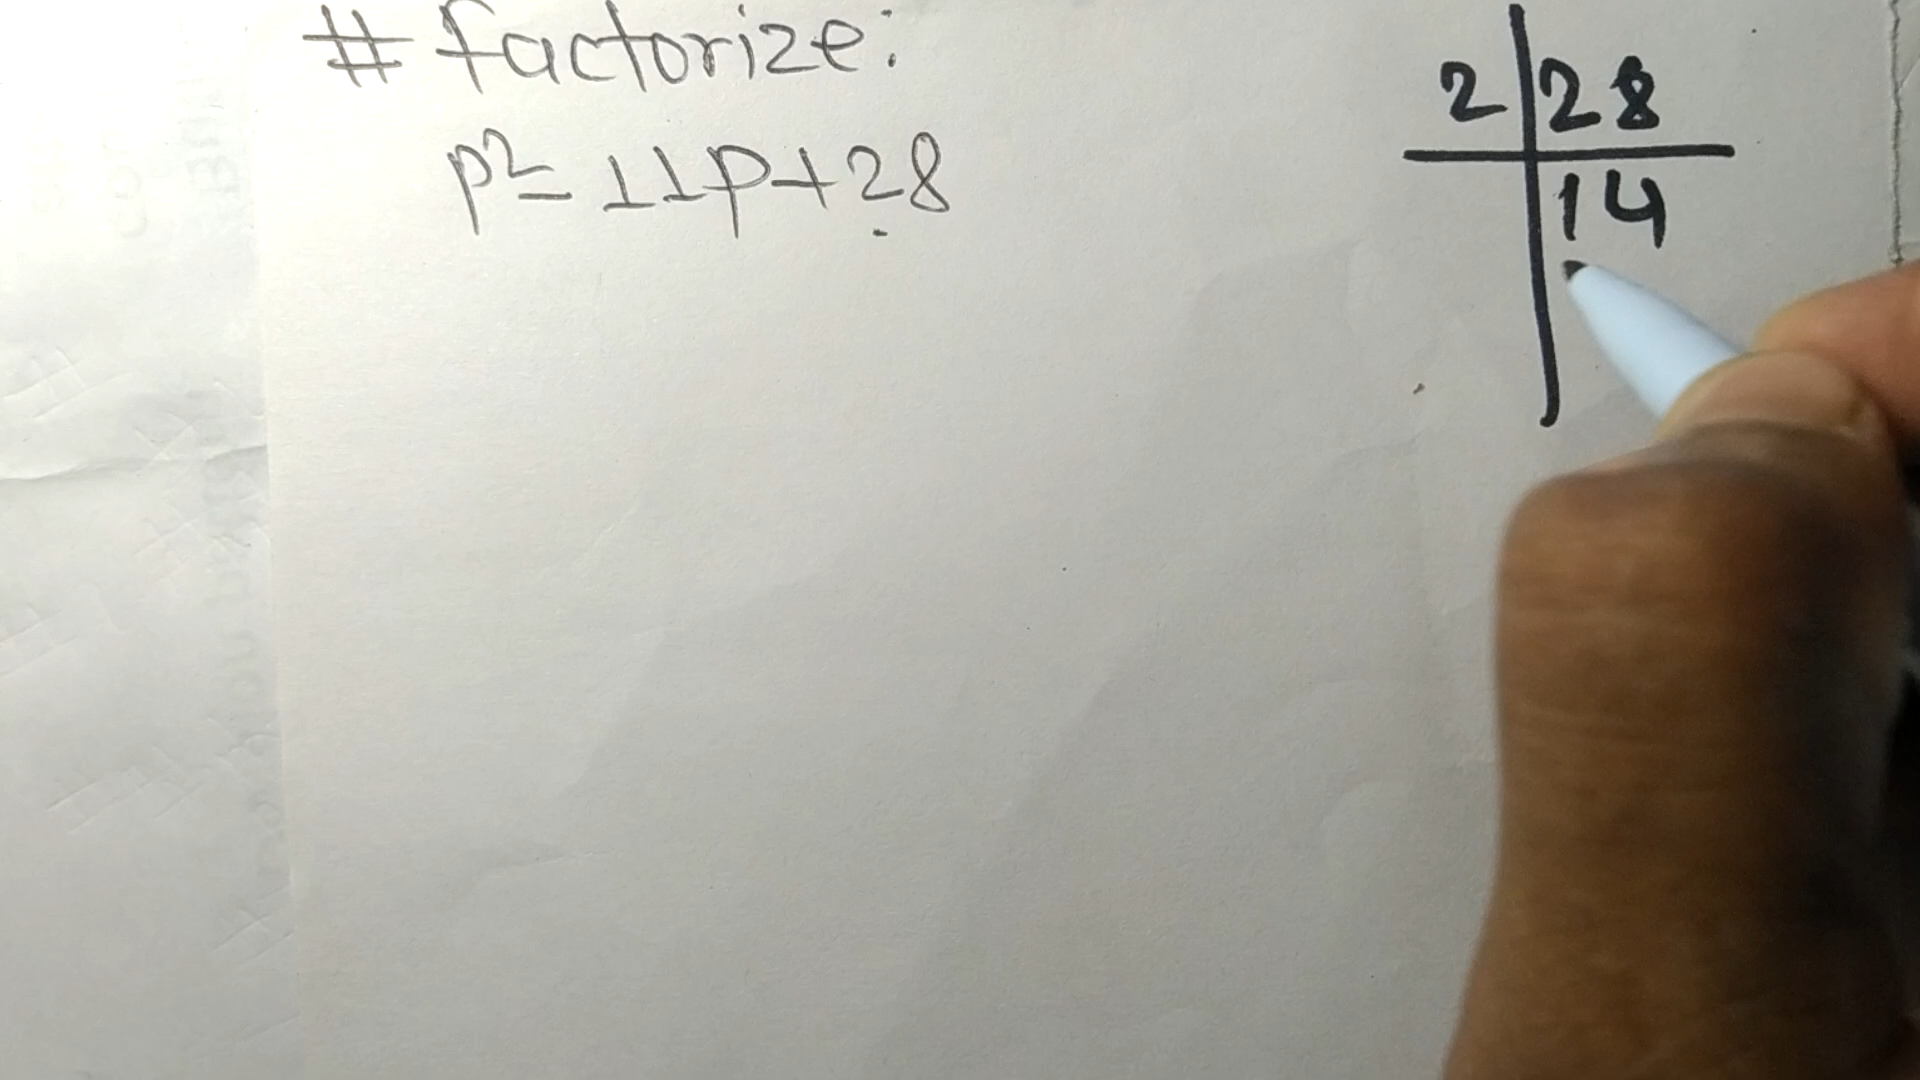 # factorize:
p² - 11p + 28
2 | 28
14